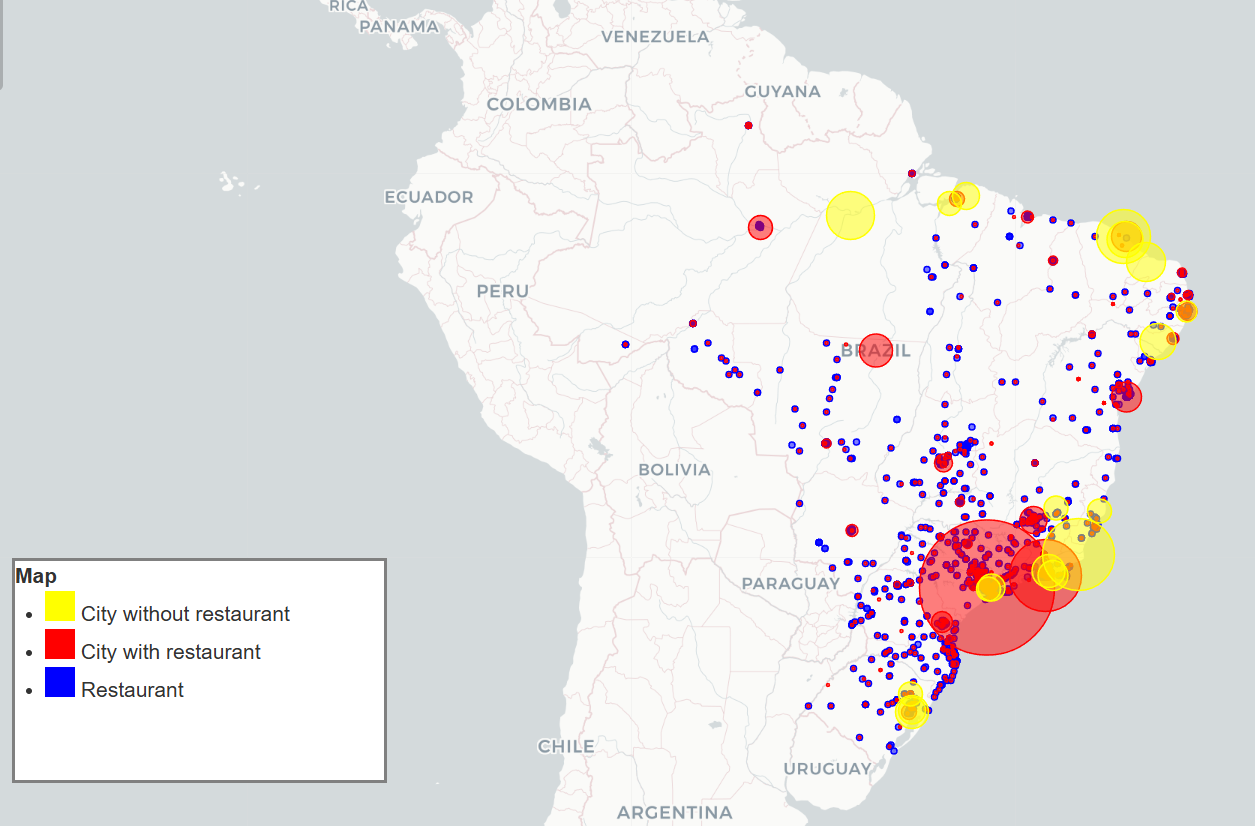 RICA
PANAMA
VENEZUELA
GUYANA
COLOMBIA
ECUADOR
PERU
BRAZIL
BOLIVIA
PARAGUAY
CHILE
URUGUAY
ARGENTINA
Map
City without restaurant
City with restaurant
Restaurant